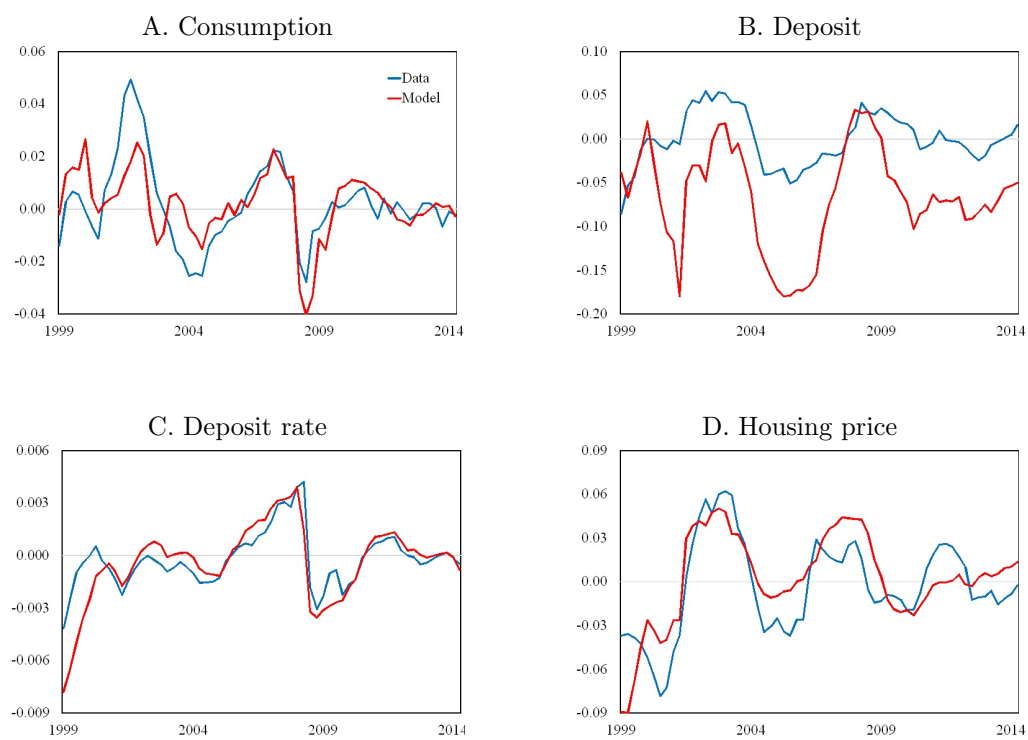 A. Consumption
0.06
0.04
0.02
0.00
-0.02
-0.04
1999 2004 2009 2014
Data
Model
B. Deposit
0.10
0.05
0.00
-0.05
-0.10
-0.15
-0.20
1999 2004 2009 2014
C. Deposit rate
0.006
0.003
0.000
-0.003
-0.006
-0.009
1999 2004 2009 2014
D. Housing price
0.09
0.06
0.03
0.00
-0.03
-0.06
-0.09
1999 2004 2009 2014